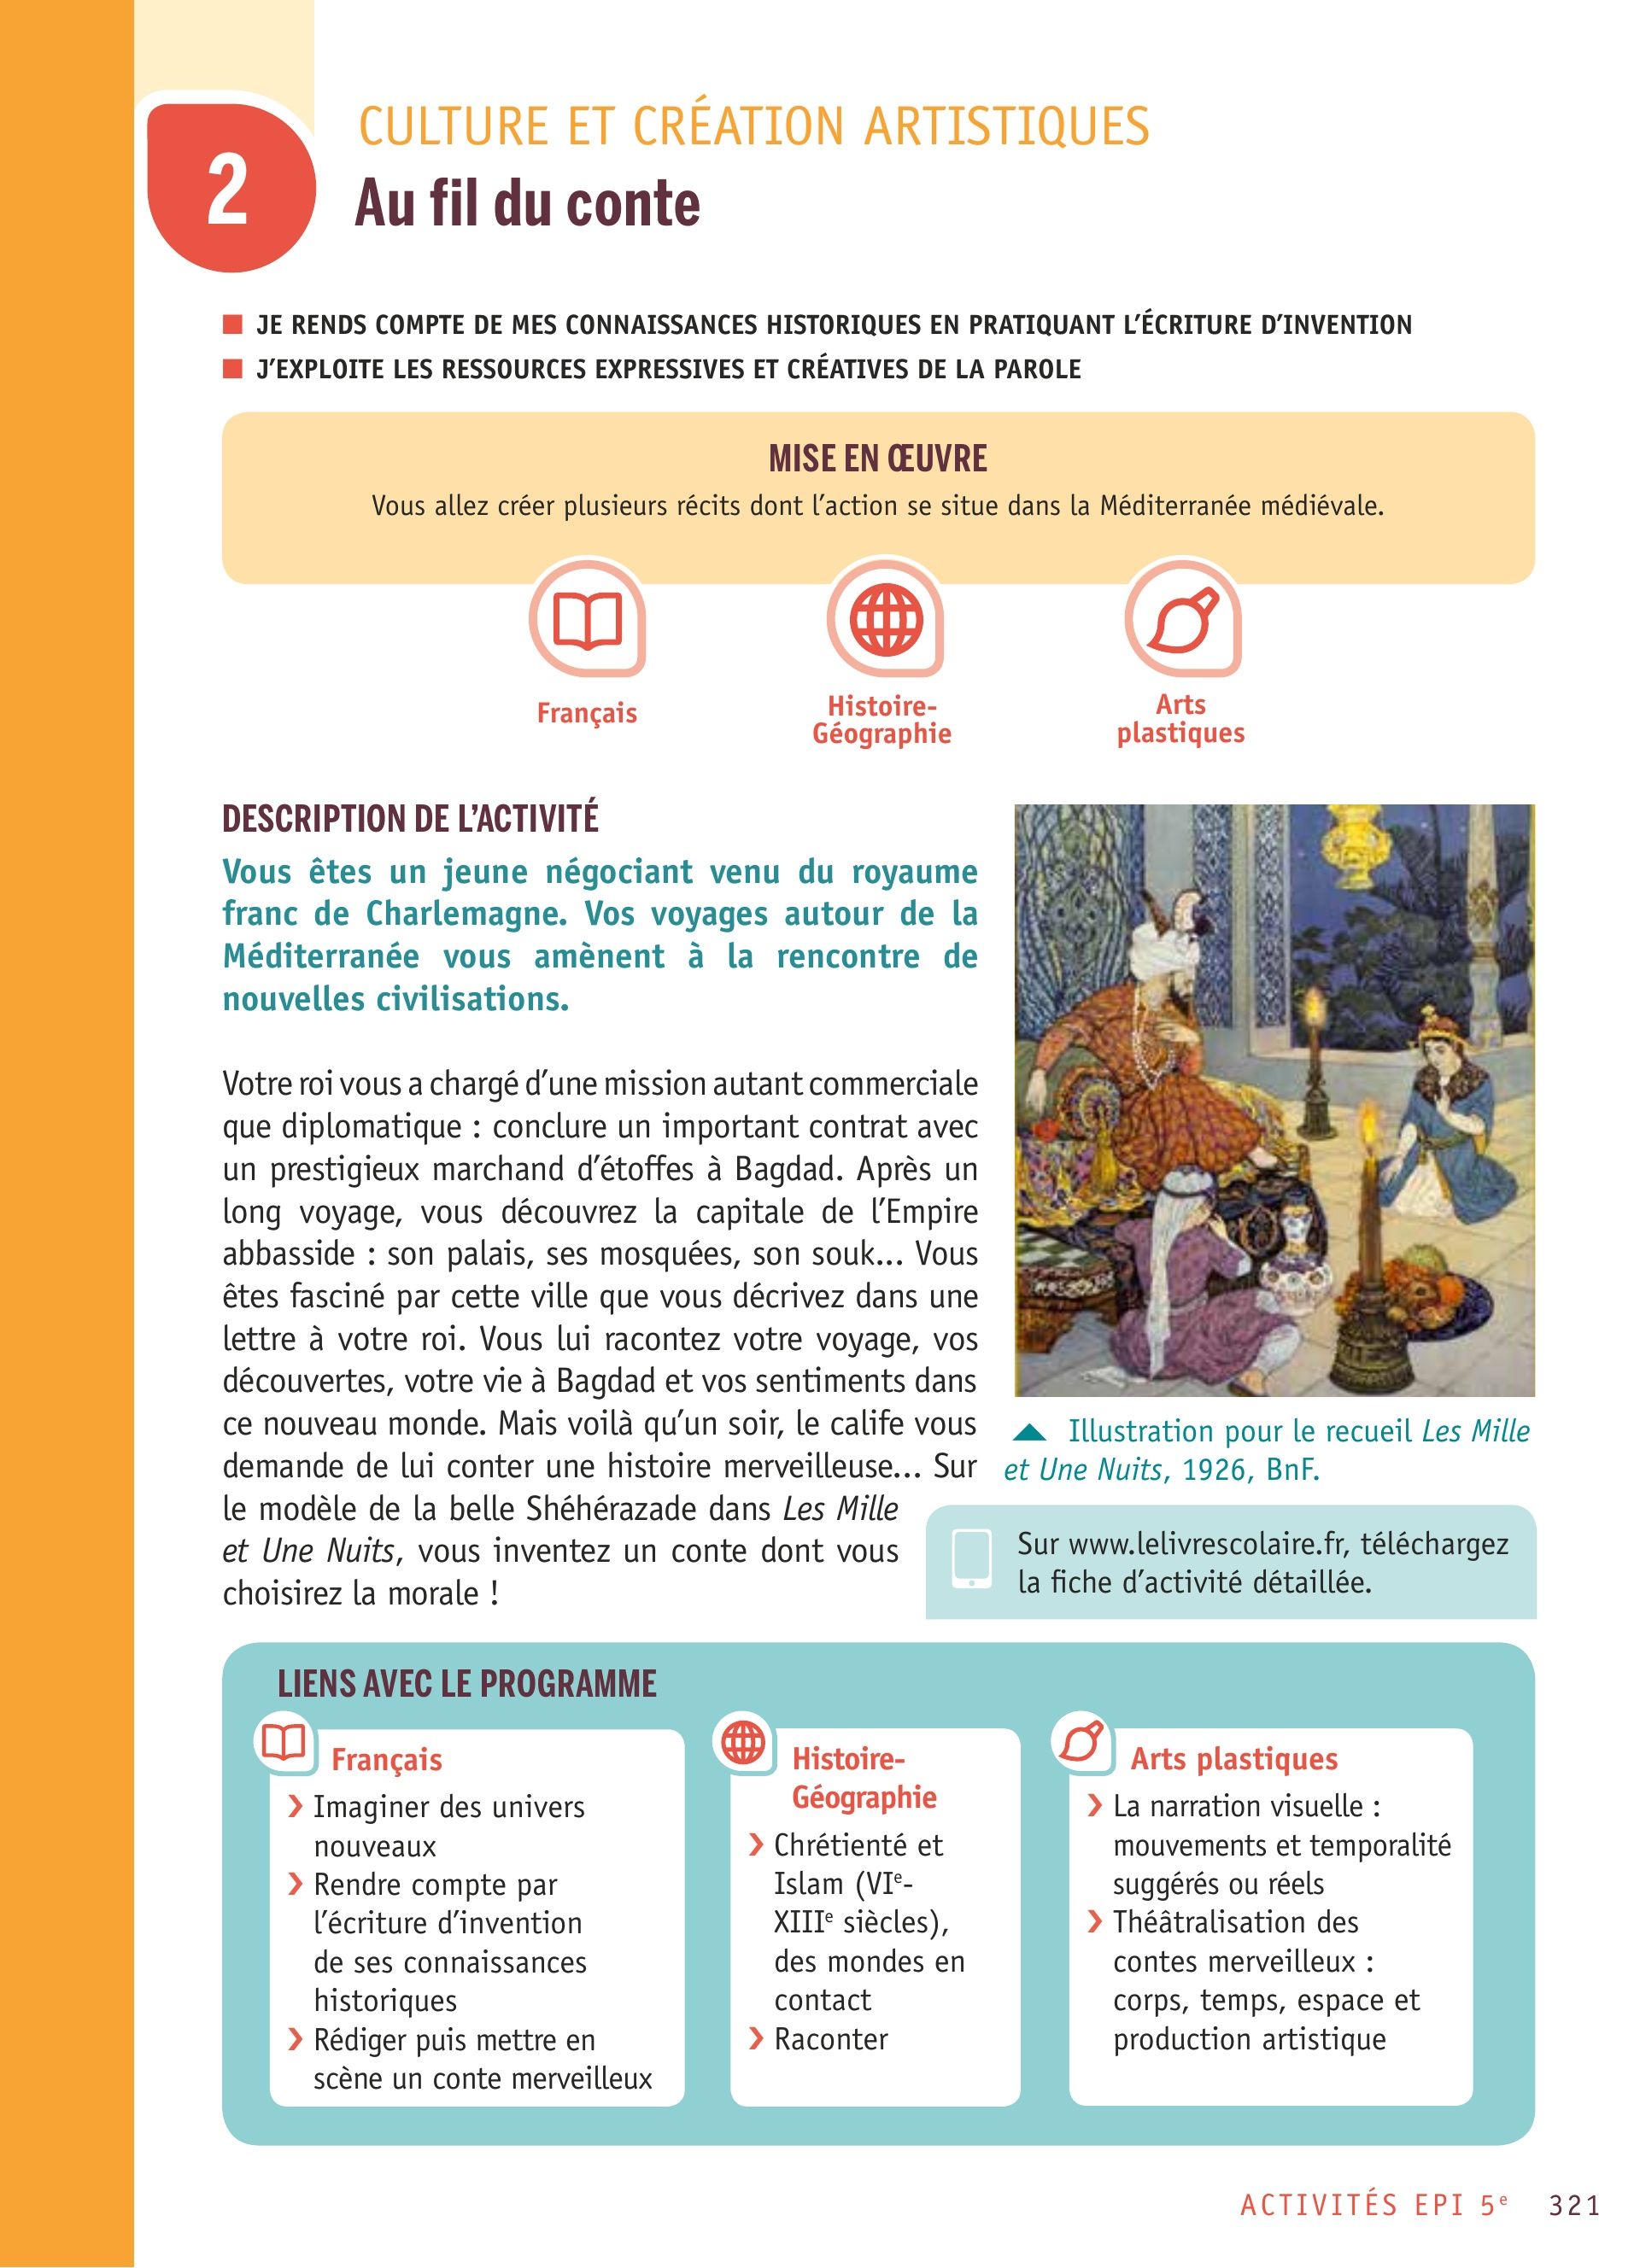 2
CULTURE ET CRÉATION ARTISTIQUES
Au fil du conte
JE RENDS COMPTE DE MES CONNAISSANCES HISTORIQUES EN PRATIQUANT L’ÉCRITURE D’INVENTION
J’EXPLOITE LES RESSOURCES EXPRESSIVES ET CRÉATIVES DE LA PAROLE
MISE EN ŒUVRE
Vous allez créer plusieurs récits dont l’action se situe dans la Méditerranée médiévale.
Français
Histoire-
Géographie
Arts
plastiques
DESCRIPTION DE L’ACTIVITÉ
Vous êtes un jeune négociant venu du royaume
franc de Charlemagne. Vos voyages autour de la
Méditerranée vous amènent à la rencontre de
nouvelles civilisations.
Votre roi vous a chargé d’une mission autant commerciale
que diplomatique : conclure un important contrat avec
un prestigieux marchand d’étoffes à Bagdad. Après un
long voyage, vous découvrez la capitale de l’Empire
abbasside : son palais, ses mosquées, son souk... Vous
êtes fasciné par cette ville que vous décrivez dans une
lettre à votre roi. Vous lui racontez votre voyage, vos
découvertes, votre vie à Bagdad et vos sentiments dans
ce nouveau monde. Mais voilà qu’un soir, le calife vous
demande de lui conter une histoire merveilleuse... Sur
le modèle de la belle Shéhérazade dans Les Mille
et Une Nuits, vous inventez un conte dont vous
choisirez la morale !
Illustration pour le recueil Les Mille
et Une Nuits, 1926, BnF.
Sur www.lelivrescolaire.fr, téléchargez
la fiche d’activité détaillée.
LIENS AVEC LE PROGRAMME
Français
❯ Imaginer des univers
nouveaux
❯ Rendre compte par
l’écriture d’invention
de ses connaissances
historiques
❯ Rédiger puis mettre en
scène un conte merveilleux
Histoire-
Géographie
❯ Chrétienté et
Islam (VIe-
XIIIe siècles),
des mondes en
contact
❯ Raconter
Arts plastiques
❯ La narration visuelle :
mouvements et temporalité
suggérés ou réels
❯ Théâtralisation des
contes merveilleux :
corps, temps, espace et
production artistique
ACTIVITÉS EPI 5e 321